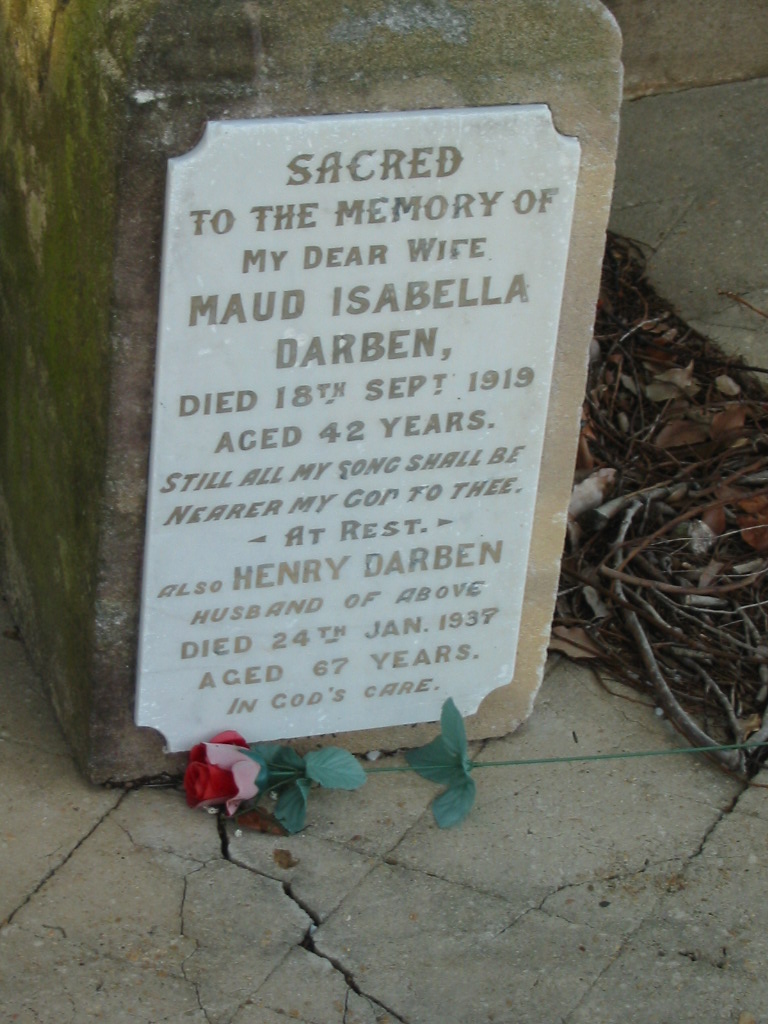 SACRED
TO THE MEMORY OF
MY DEAR WIFE
MAUD ISABELLA
DARBEN,
DIED 18TH SEPT 1919
AGED 42 YEARS.
STILL ALL MY SONG SHALL BE
NEARER MY GOD TO THEE.
AT REST.
ALSO HENRY DARBEN
HUSBAND OF ABOVE
DIED 24TH JAN. 1937
AGED 67 YEARS.
IN GOD'S CARE.